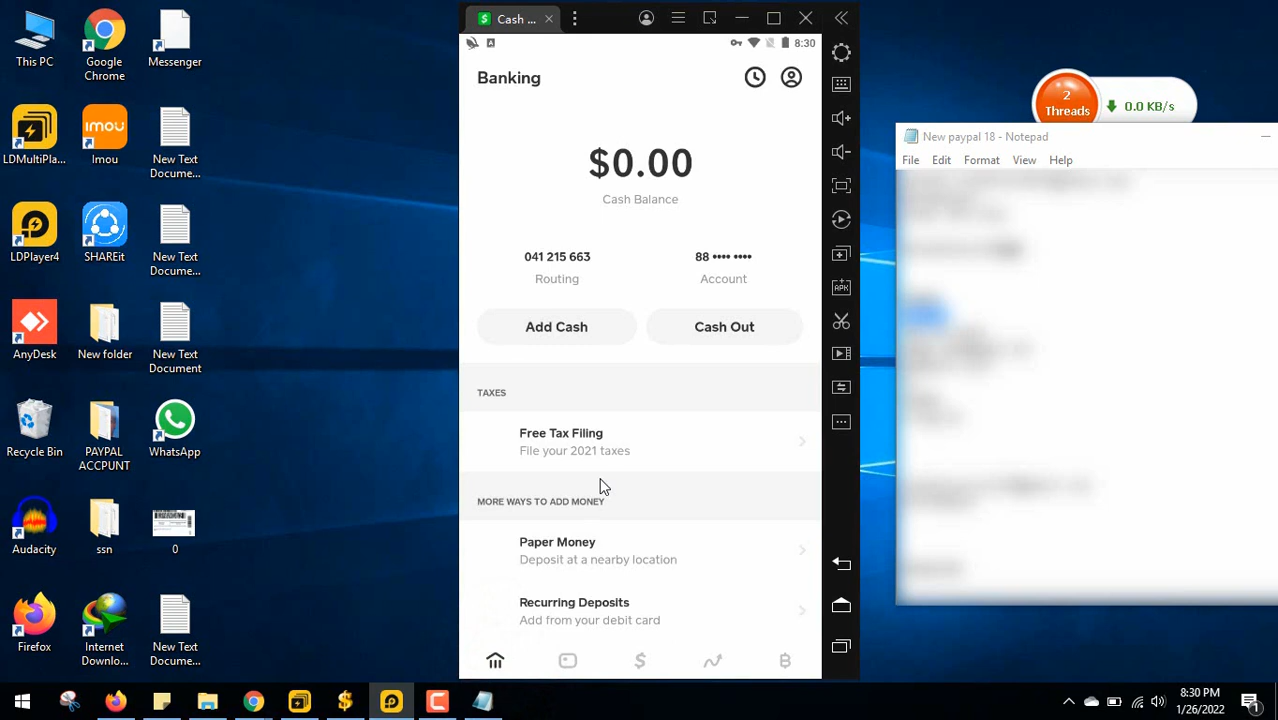 This PC
Google
Chrome
Messenger
LDMultiPla...
Imou
New Text
Docume...
LDPlayer4
SHAREit
New Text
Docume...
AnyDesk
New folder
New Text
Document
Recycle Bin
PAYPAL
ACCPUNT
WhatsApp
Audacity
ssn
0
Firefox
Internet
Downlo...
New Text
Docume...
Cash ...
8:30
Banking
$0.00
Cash Balance
041 215 663
Routing
88 •••• ••••
Account
Add Cash
Cash Out
TAXES
Free Tax Filing
File your 2021 taxes
MORE WAYS TO ADD MONEY
Paper Money
Deposit at a nearby location
Recurring Deposits
Add from your debit card
APK
imou
2
Threads
0.0 KB/s
New paypal 18 - Notepad
File Edit Format View Help
8:30 PM
1/26/2022
1